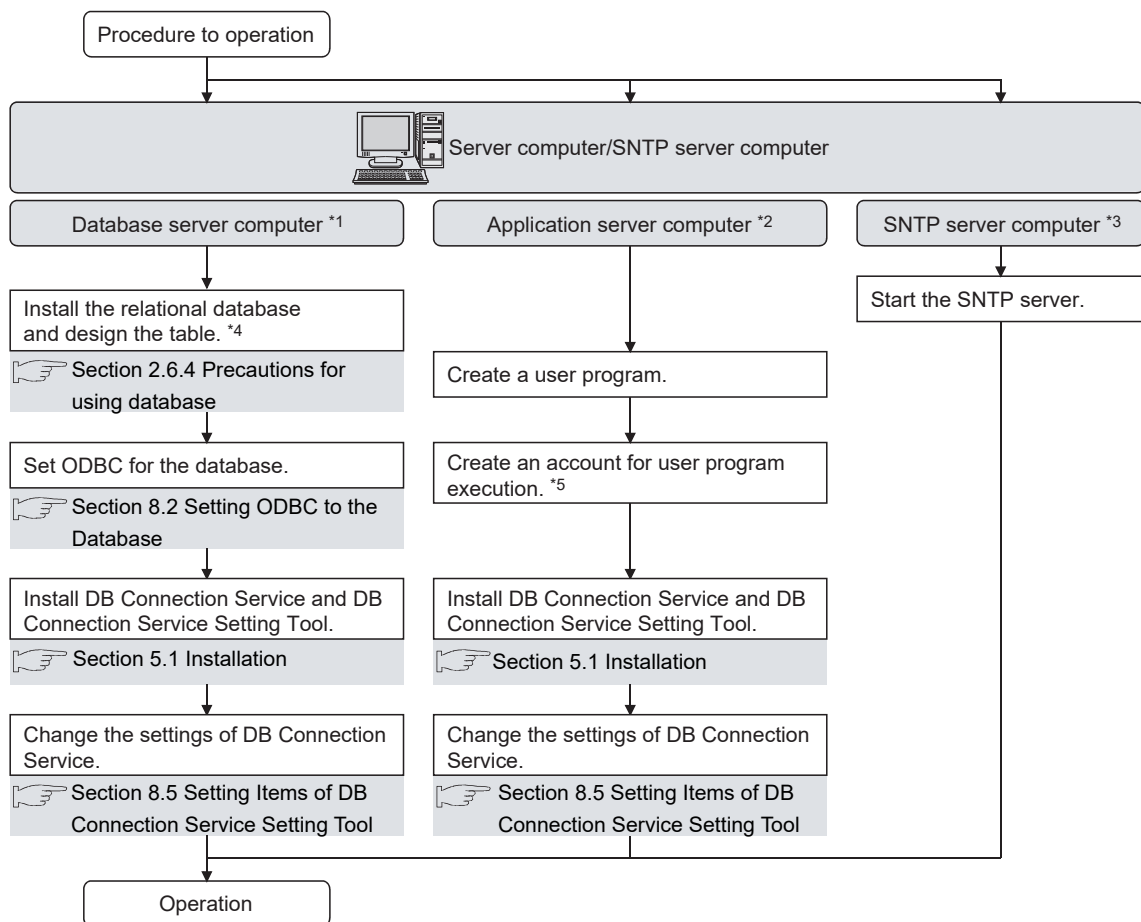 Procedure to operation
Server computer/SNTP server computer
Database server computer *1
Application server computer *2
SNTP server computer *3
Install the relational database
and design the table. *4
Section 2.6.4 Precautions for
using database
Set ODBC for the database.
Section 8.2 Setting ODBC to the
Database
Install DB Connection Service and DB
Connection Service Setting Tool.
Section 5.1 Installation
Change the settings of DB Connection
Service.
Section 8.5 Setting Items of DB
Connection Service Setting Tool
Create a user program.
Create an account for user program
execution. *5
Install DB Connection Service and DB
Connection Service Setting Tool.
Section 5.1 Installation
Change the settings of DB Connection
Service.
Section 8.5 Setting Items of DB
Connection Service Setting Tool
Start the SNTP server.
Operation